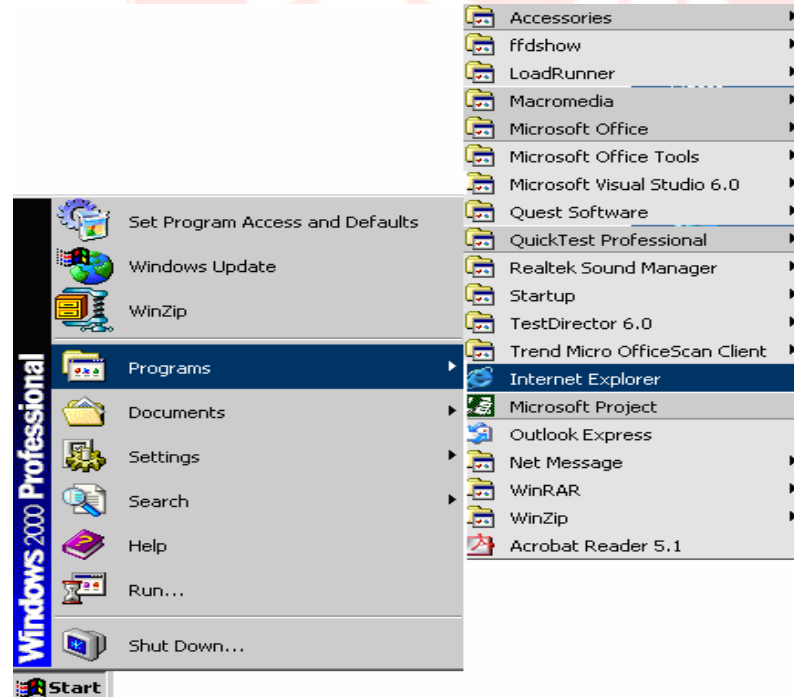 Accessories
ffdshow
LoadRunner
Macromedia
Microsoft Office
Microsoft Office Tools
Microsoft Visual Studio 6.0
Quest Software
QuickTest Professional
Realtek Sound Manager
Startup
TestDirector 6.0
Trend Micro OfficeScan Client
Internet Explorer
Microsoft Project
Outlook Express
Net Message
WinRAR
WinZip
Acrobat Reader 5.1
Set Program Access and Defaults
Windows Update
WinZip
Programs
Documents
Settings
Search
Help
Run...
Shut Down...
Windows 2000 Professional
Start